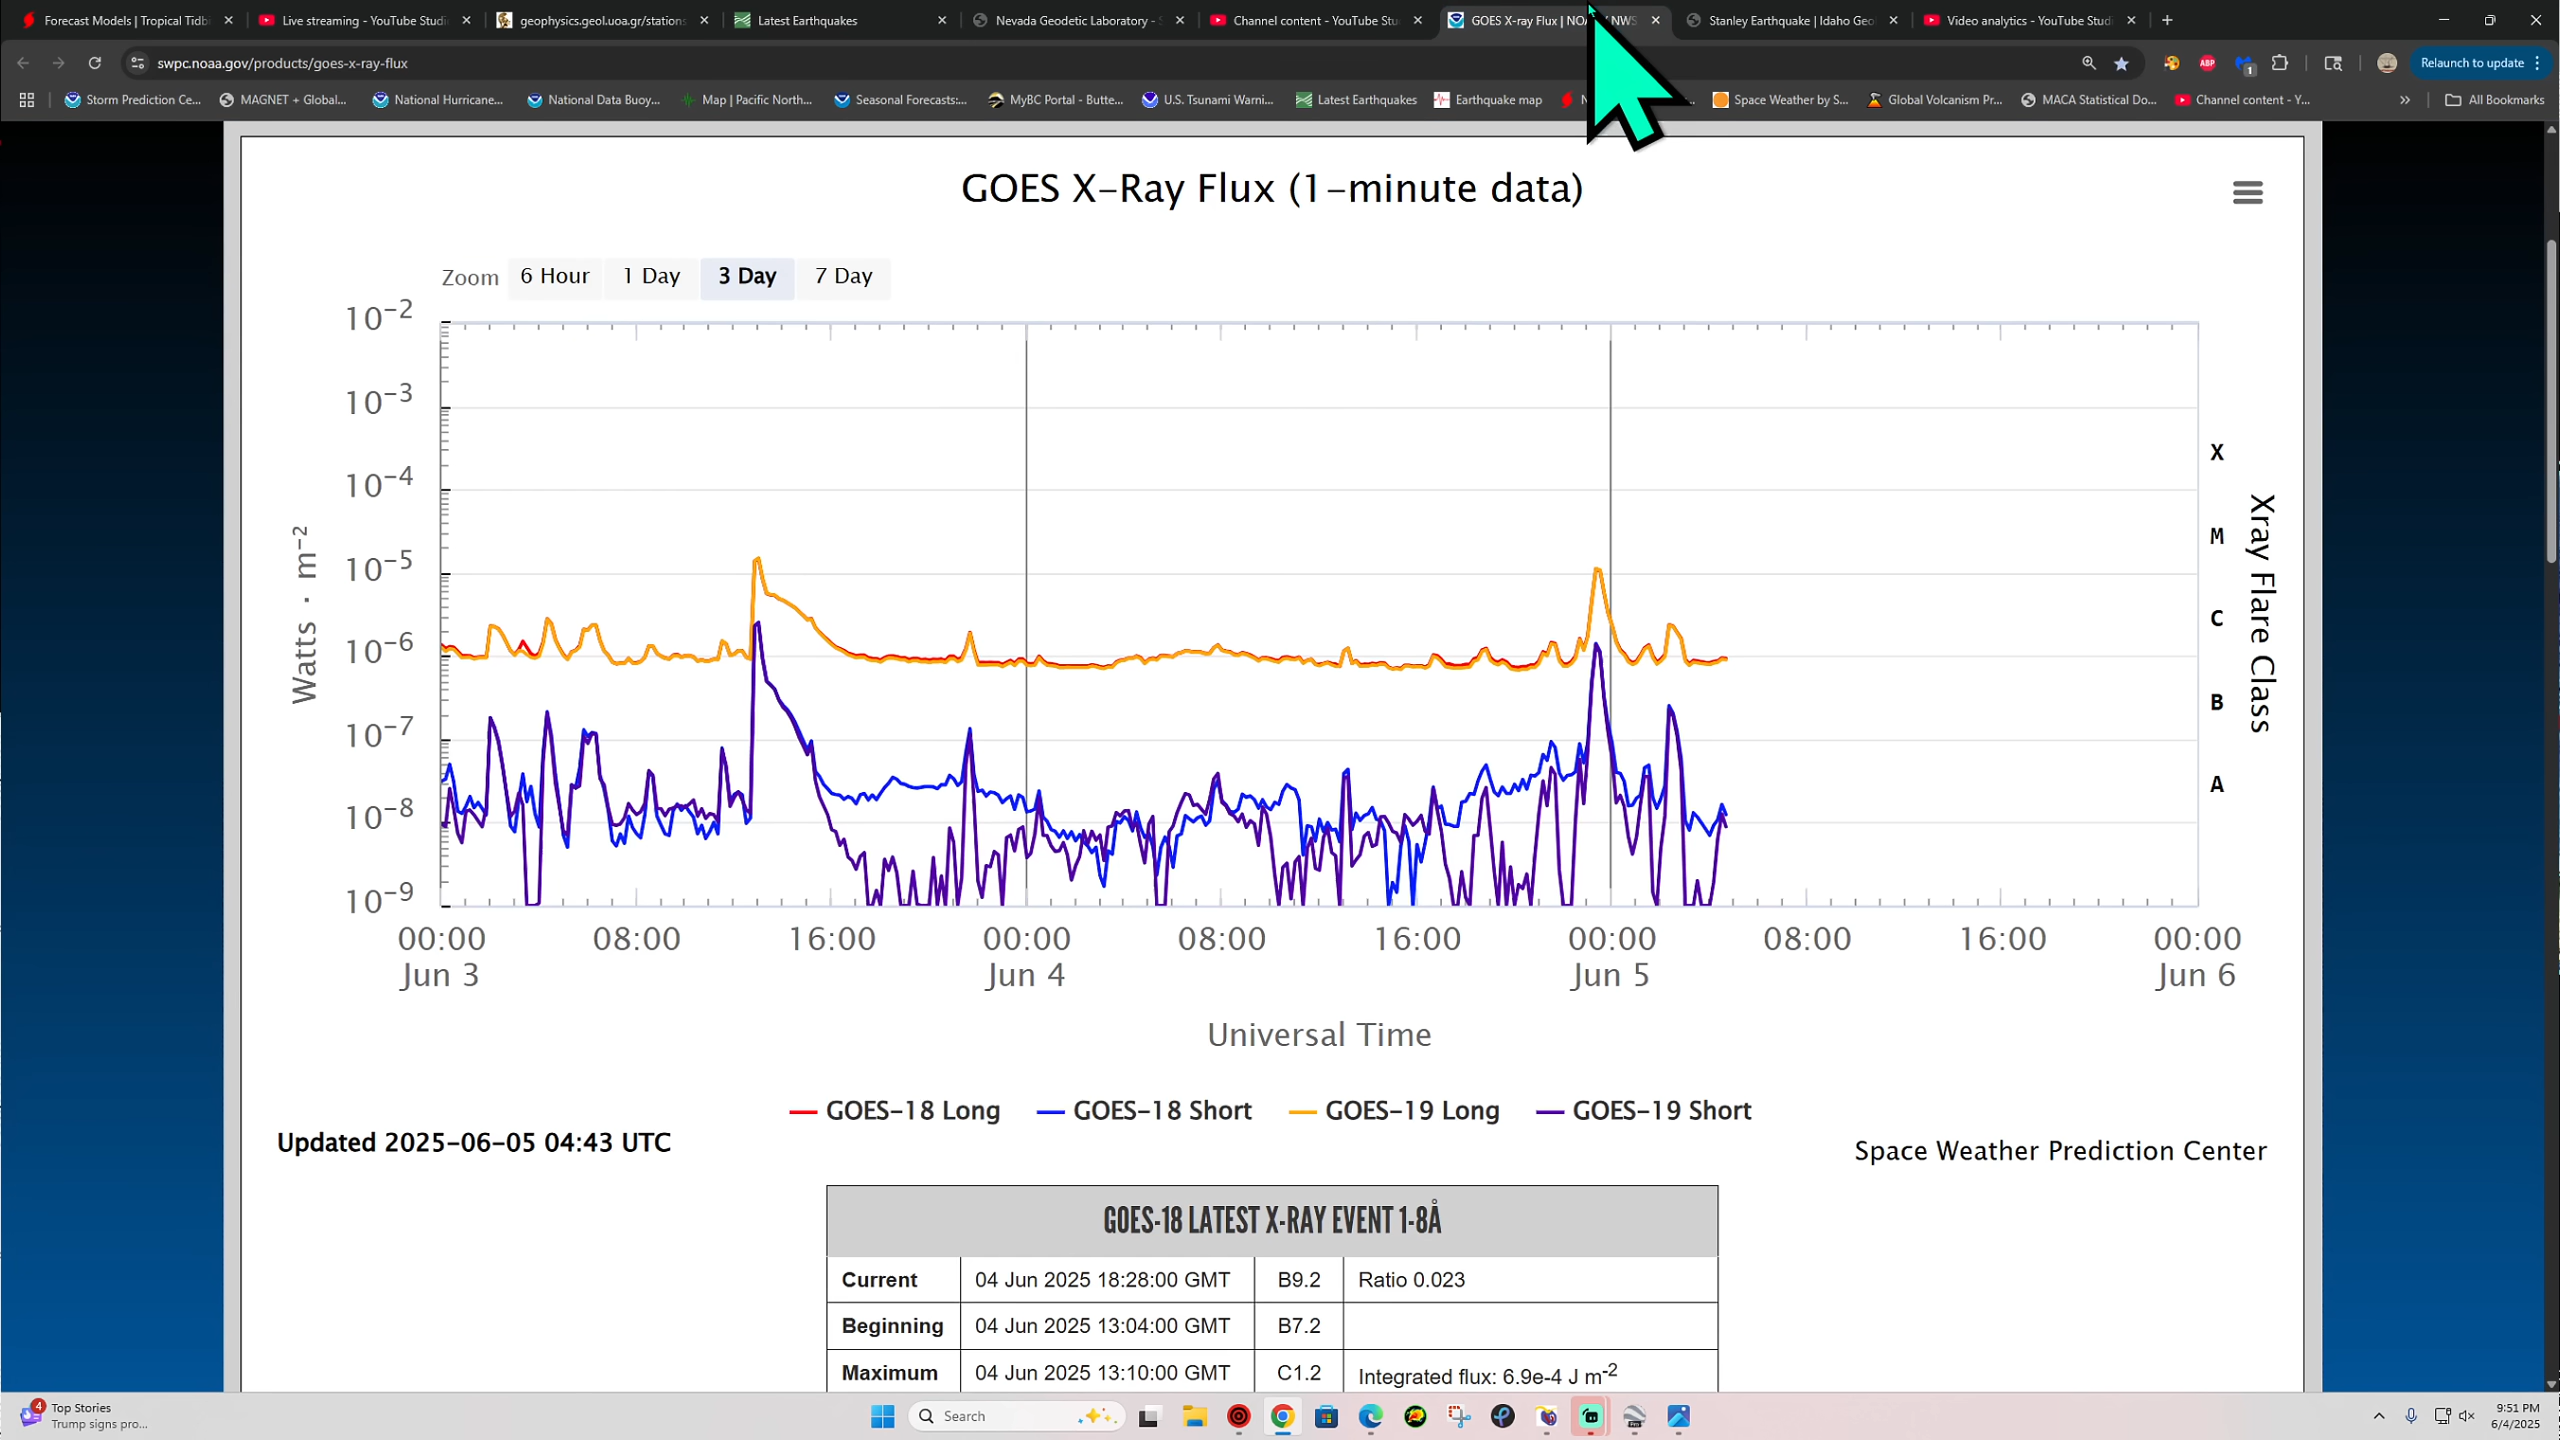 Forecast Models | Tropical Tidb
Live streaming - YouTube Studi
geophysics.geol.uoa.gr/stations
Latest Earthquakes
Nevada Geodetic Laboratory -
Channel content - YouTube Stu
GOES X-ray Flux | NOAA / NWS
Stanley Earthquake | Idaho Geo
Video analytics - YouTube Studi
swpc.noaa.gov/products/goes-x-ray-flux
ABP
1
Relaunch to update
Storm Prediction Ce...
MAGNET + Global...
National Hurricane...
National Data Buoy...
Map | Pacific North...
Seasonal Forecasts:...
MyBC Portal - Butte...
U.S. Tsunami Warni...
Latest Earthquakes
Earthquake map
Space Weather by S...
Global Volcanism Pr...
MACA Statistical Do...
Channel content - Y...
All Bookmarks
GOES X-Ray Flux (1-minute data)
Zoom 6 Hour 1 Day 3 Day 7 Day
10⁻²
10⁻³
10⁻⁴
10⁻⁵
10⁻⁶
10⁻⁷
10⁻⁸
10⁻⁹
Watts · m⁻²
X
M
C
B
A
Xray Flare Class
00:00 08:00 16:00 00:00 08:00 16:00 00:00 08:00 16:00 00:00
Jun 3 Jun 4 Jun 5 Jun 6
Universal Time
GOES-18 Long GOES-18 Short GOES-19 Long GOES-19 Short
Updated 2025-06-05 04:43 UTC
Space Weather Prediction Center
GOES-18 LATEST X-RAY EVENT 1-8Å
Current 04 Jun 2025 18:28:00 GMT B9.2 Ratio 0.023
Beginning 04 Jun 2025 13:04:00 GMT B7.2
Maximum 04 Jun 2025 13:10:00 GMT C1.2 Integrated flux: 6.9e-4 J m⁻²
4
Top Stories
Trump signs pro...
Search
9:51 PM
6/4/2025